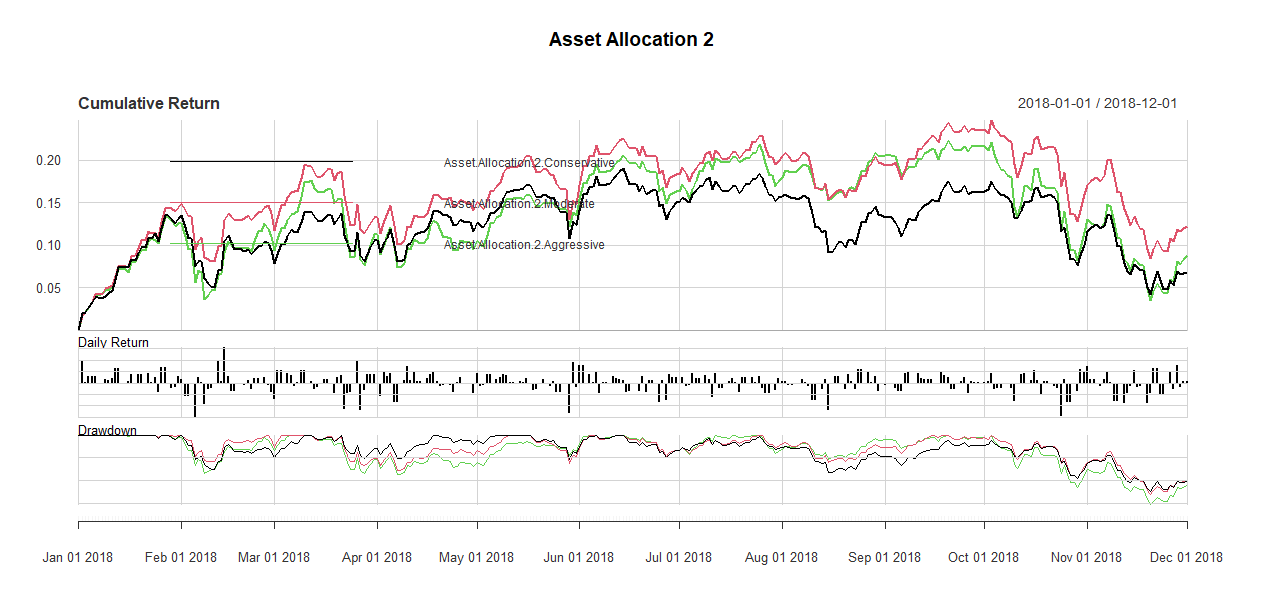 Asset Allocation 2
Cumulative Return
2018-01-01 / 2018-12-01
0.20
0.15
0.10
0.05
Asset.Allocation.2.Conservative
Asset.Allocation.2.Moderate
Asset.Allocation.2.Aggressive
Daily Return
Drawdown
Jan 01 2018 Feb 01 2018 Mar 01 2018 Apr 01 2018 May 01 2018 Jun 01 2018 Jul 01 2018 Aug 01 2018 Sep 01 2018 Oct 01 2018 Nov 01 2018 Dec 01 2018